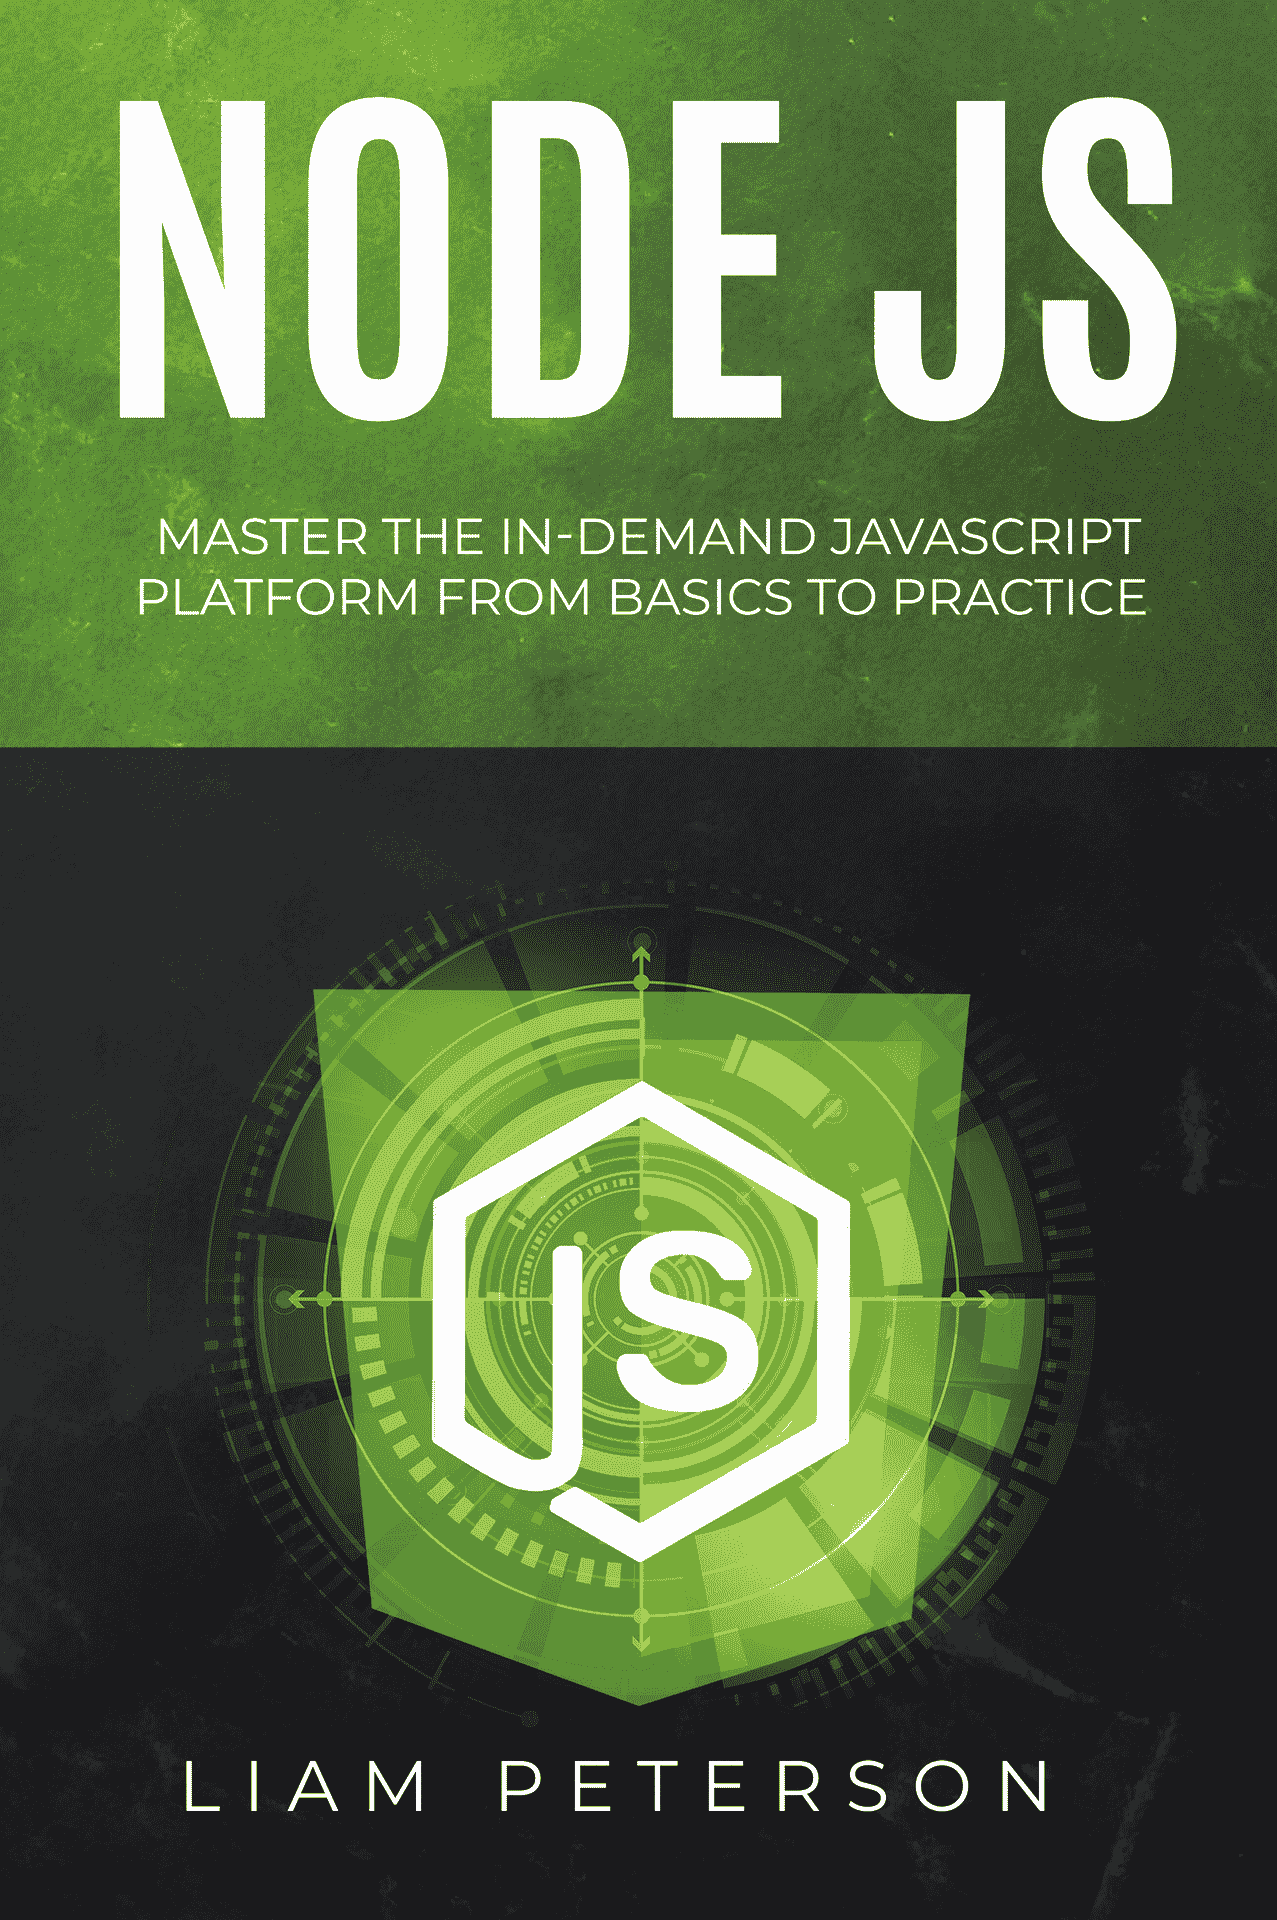 NODE JS
MASTER THE IN-DEMAND JAVASCRIPT
PLATFORM FROM BASICS TO PRACTICE
JS
LIAM PETERSON